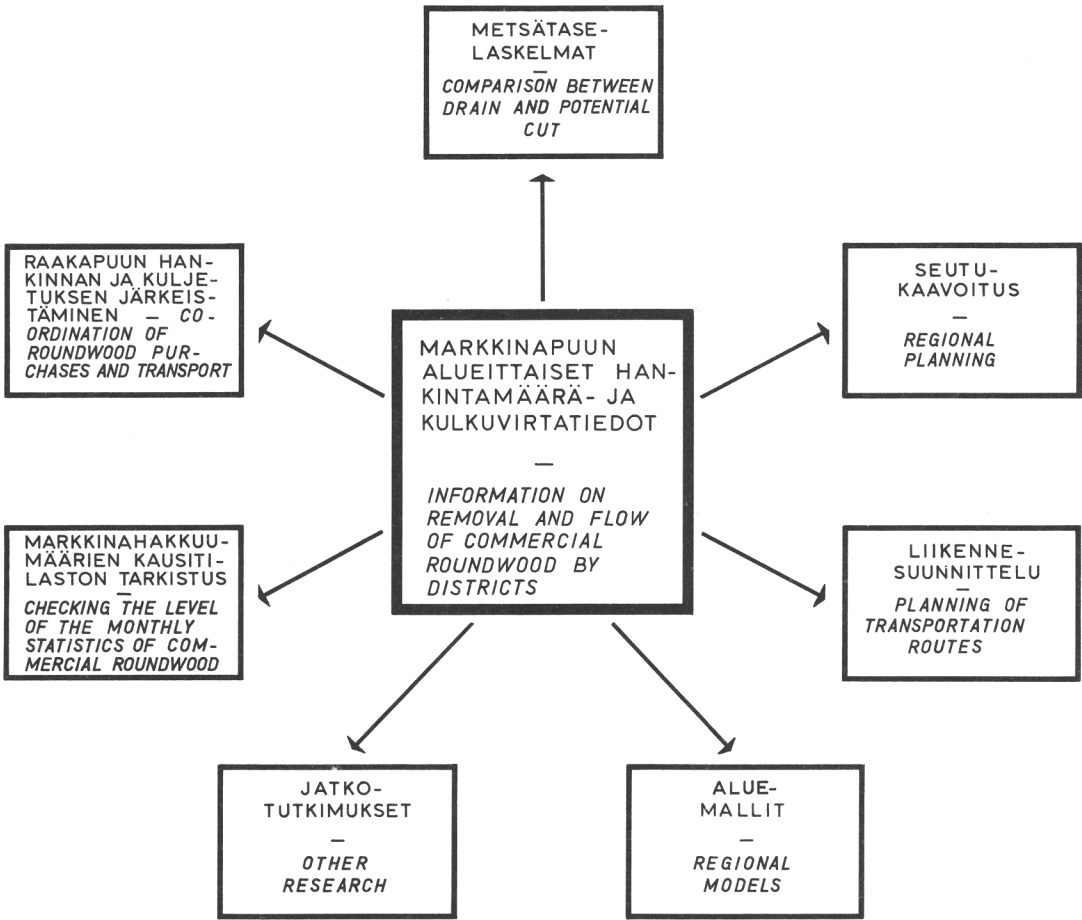 METSÄTASE-
LASKELMAT
—
COMPARISON BETWEEN
DRAIN AND POTENTIAL
CUT
RAAKAPUUN HAN-
KINNAN JA KULJE-
TUKSEN JÄRKEIS-
TÄMINEN — CO-
ORDINATION OF
ROUNDWOOD PUR-
CHASES AND TRANSPORT
SEUTU-
KAAVOITUS
—
REGIONAL
PLANNING
MARKKINAPUUN
ALUEITTAISET HAN-
KINTAMÄÄRÄ- JA
KULKUVIRTATIEDOT
—
INFORMATION ON
REMOVAL AND FLOW
OF COMMERCIAL
ROUNDWOOD BY
DISTRICTS
MARKKINAHAKKUU-
MÄÄRIEN KAUSITI-
LASTON TARKISTUS
—
CHECKING THE LEVEL
OF THE MONTHLY
STATISTICS OF COM-
MERCIAL ROUNDWOOD
LIIKENNE-
SUUNNITTELU
—
PLANNING OF
TRANSPORTATION
ROUTES
JATKO-
TUTKIMUKSET
—
OTHER
RESEARCH
ALUE-
MALLIT
—
REGIONAL
MODELS